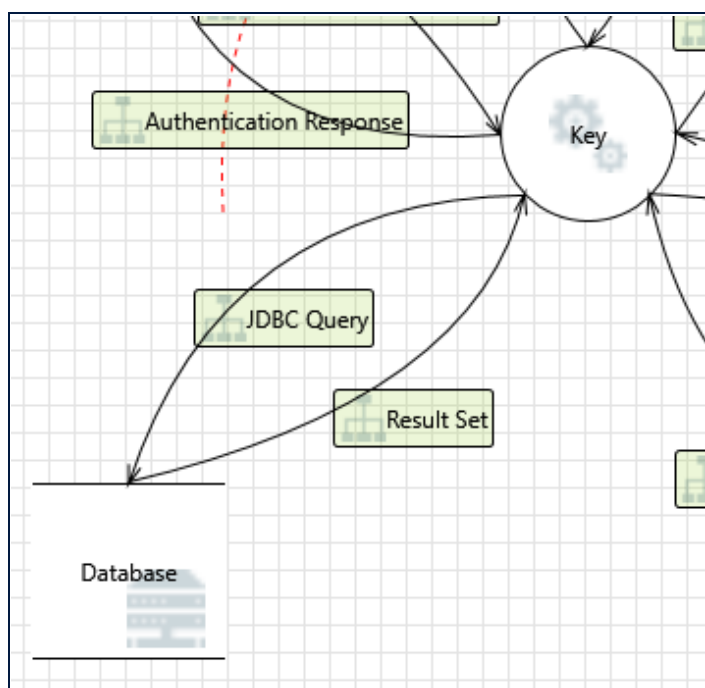 Authentication Response
Key
JDBC Query
Result Set
Database